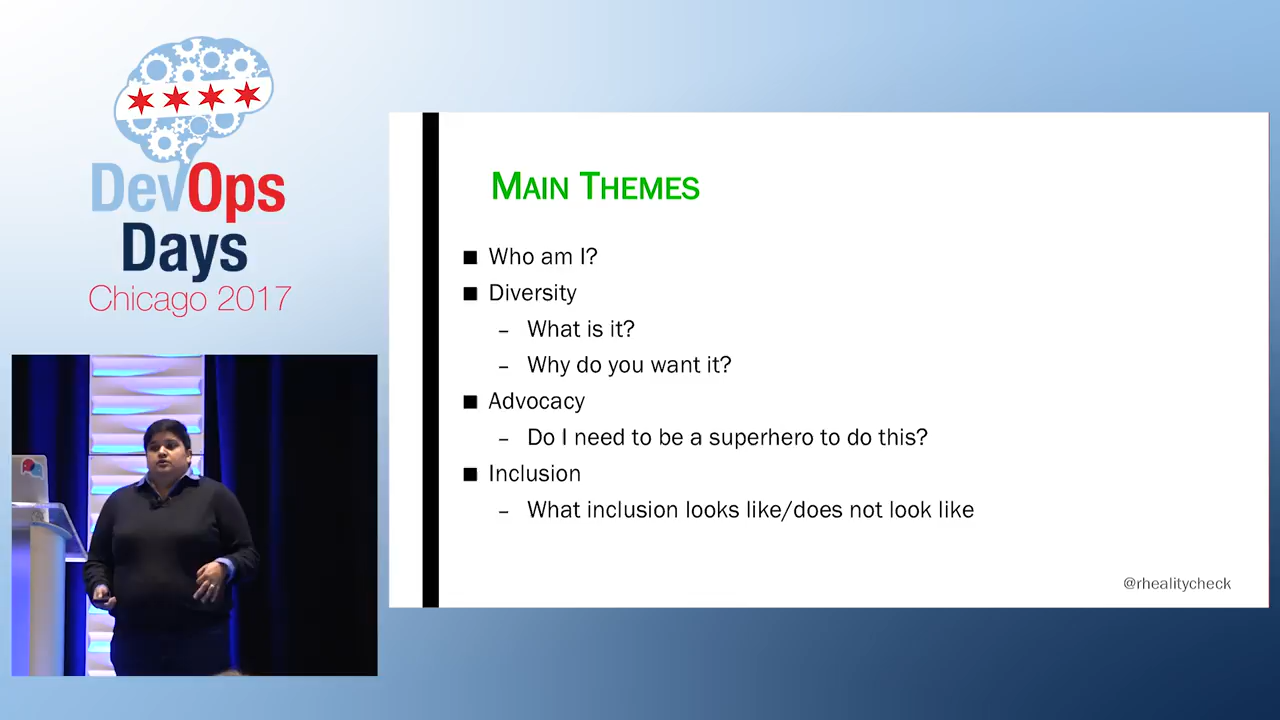 DevOps
Days
Chicago 2017
MAIN THEMES
■ Who am I?
■ Diversity
– What is it?
– Why do you want it?
■ Advocacy
– Do I need to be a superhero to do this?
■ Inclusion
– What inclusion looks like/does not look like
@rhealitycheck